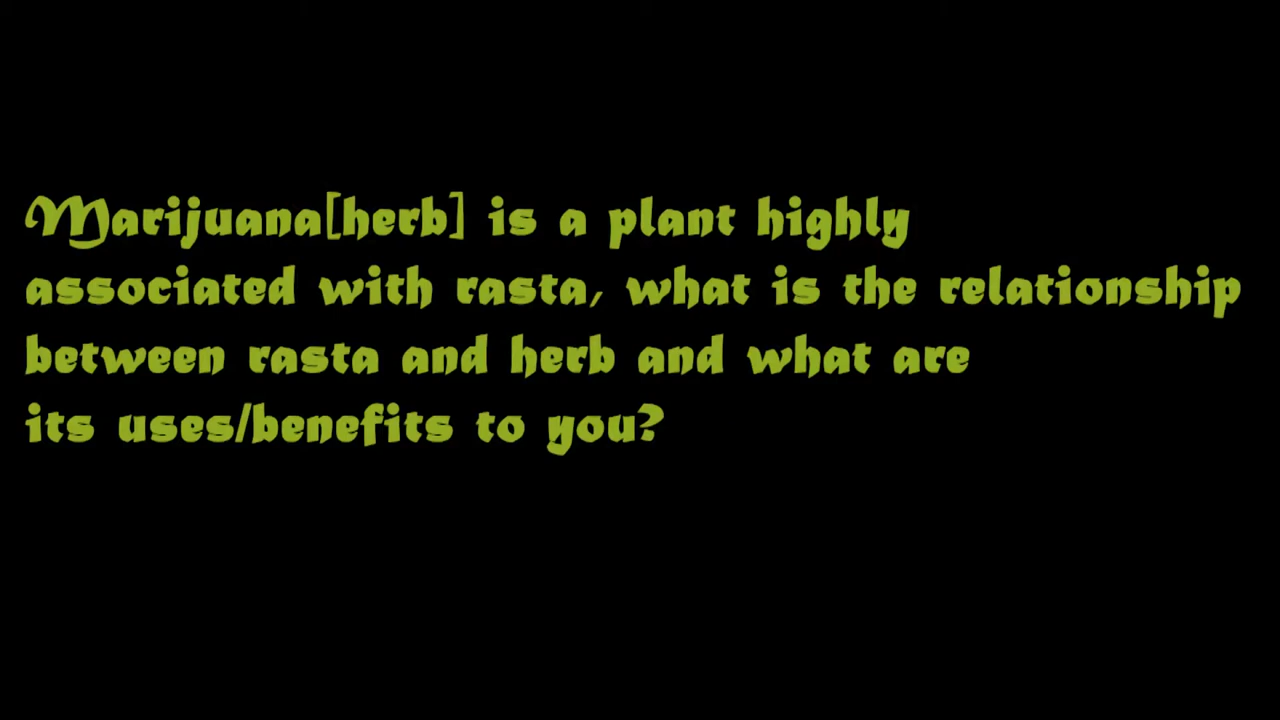 Marijuana[herb] is a plant highly
associated with rasta, what is the relationship
between rasta and herb and what are
its uses/benefits to you?